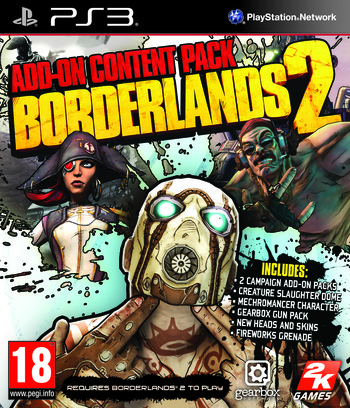 PS3
PlayStation®Network
ADD-ON CONTENT PACK
BORDERLANDS 2
INCLUDES:
2 CAMPAIGN ADD-ON PACKS
CREATURE SLAUGHTER DOME
MECHROMANCER CHARACTER
GEARBOX GUN PACK
NEW HEADS AND SKINS
FIREWORKS GRENADE
18
www.pegi.info
REQUIRES BORDERLANDS 2 TO PLAY
gearbox
2K
GAMES